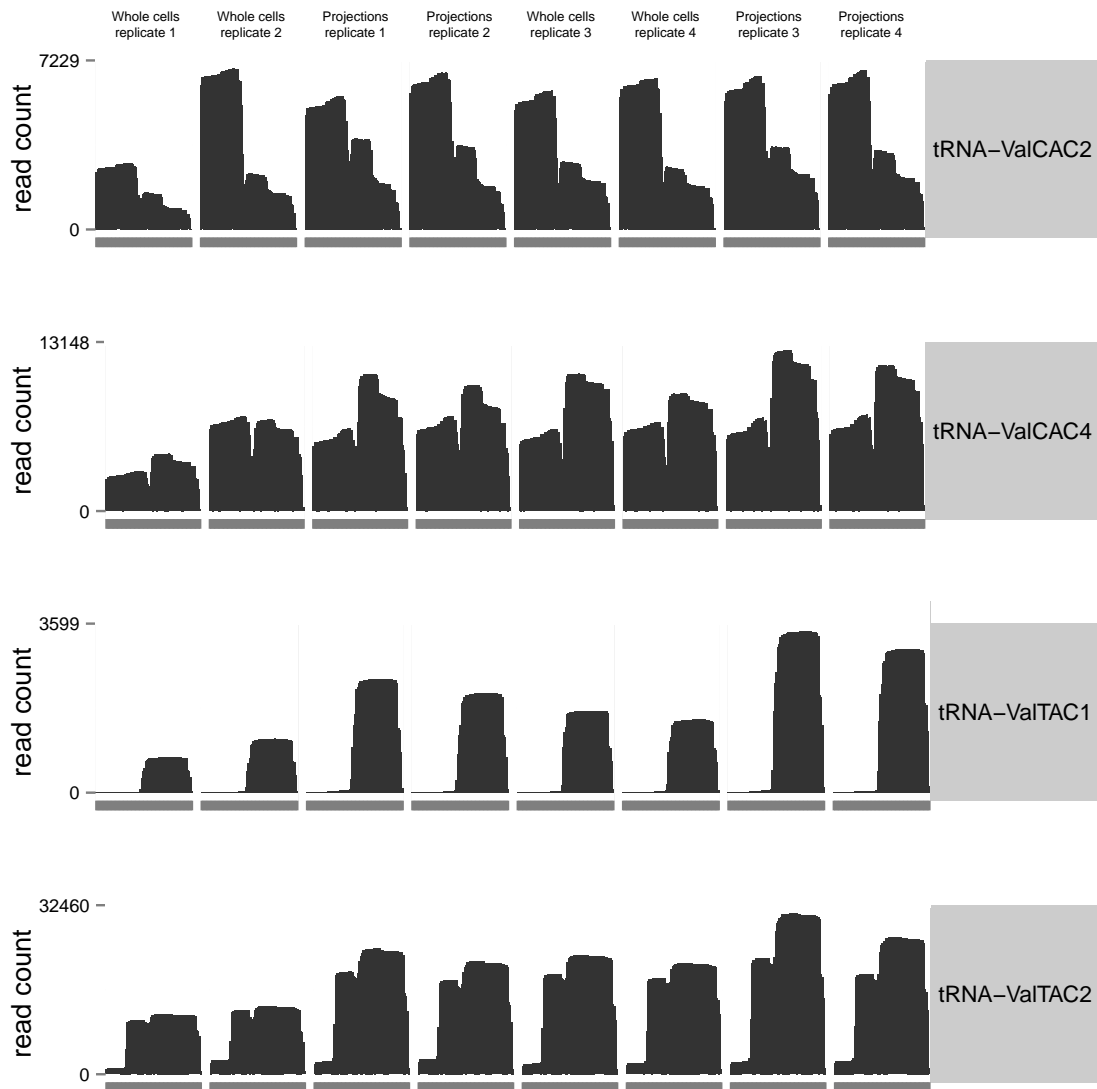 Whole cells Whole cells Projections Projections Whole cells Whole cells Projections Projections
replicate 1 replicate 2 replicate 1 replicate 2 replicate 3 replicate 4 replicate 3 replicate 4
7229
read count
tRNA−ValCAC2
0
13148
read count
tRNA−ValCAC4
0
3599
read count
tRNA−ValTAC1
0
32460
read count
tRNA−ValTAC2
0